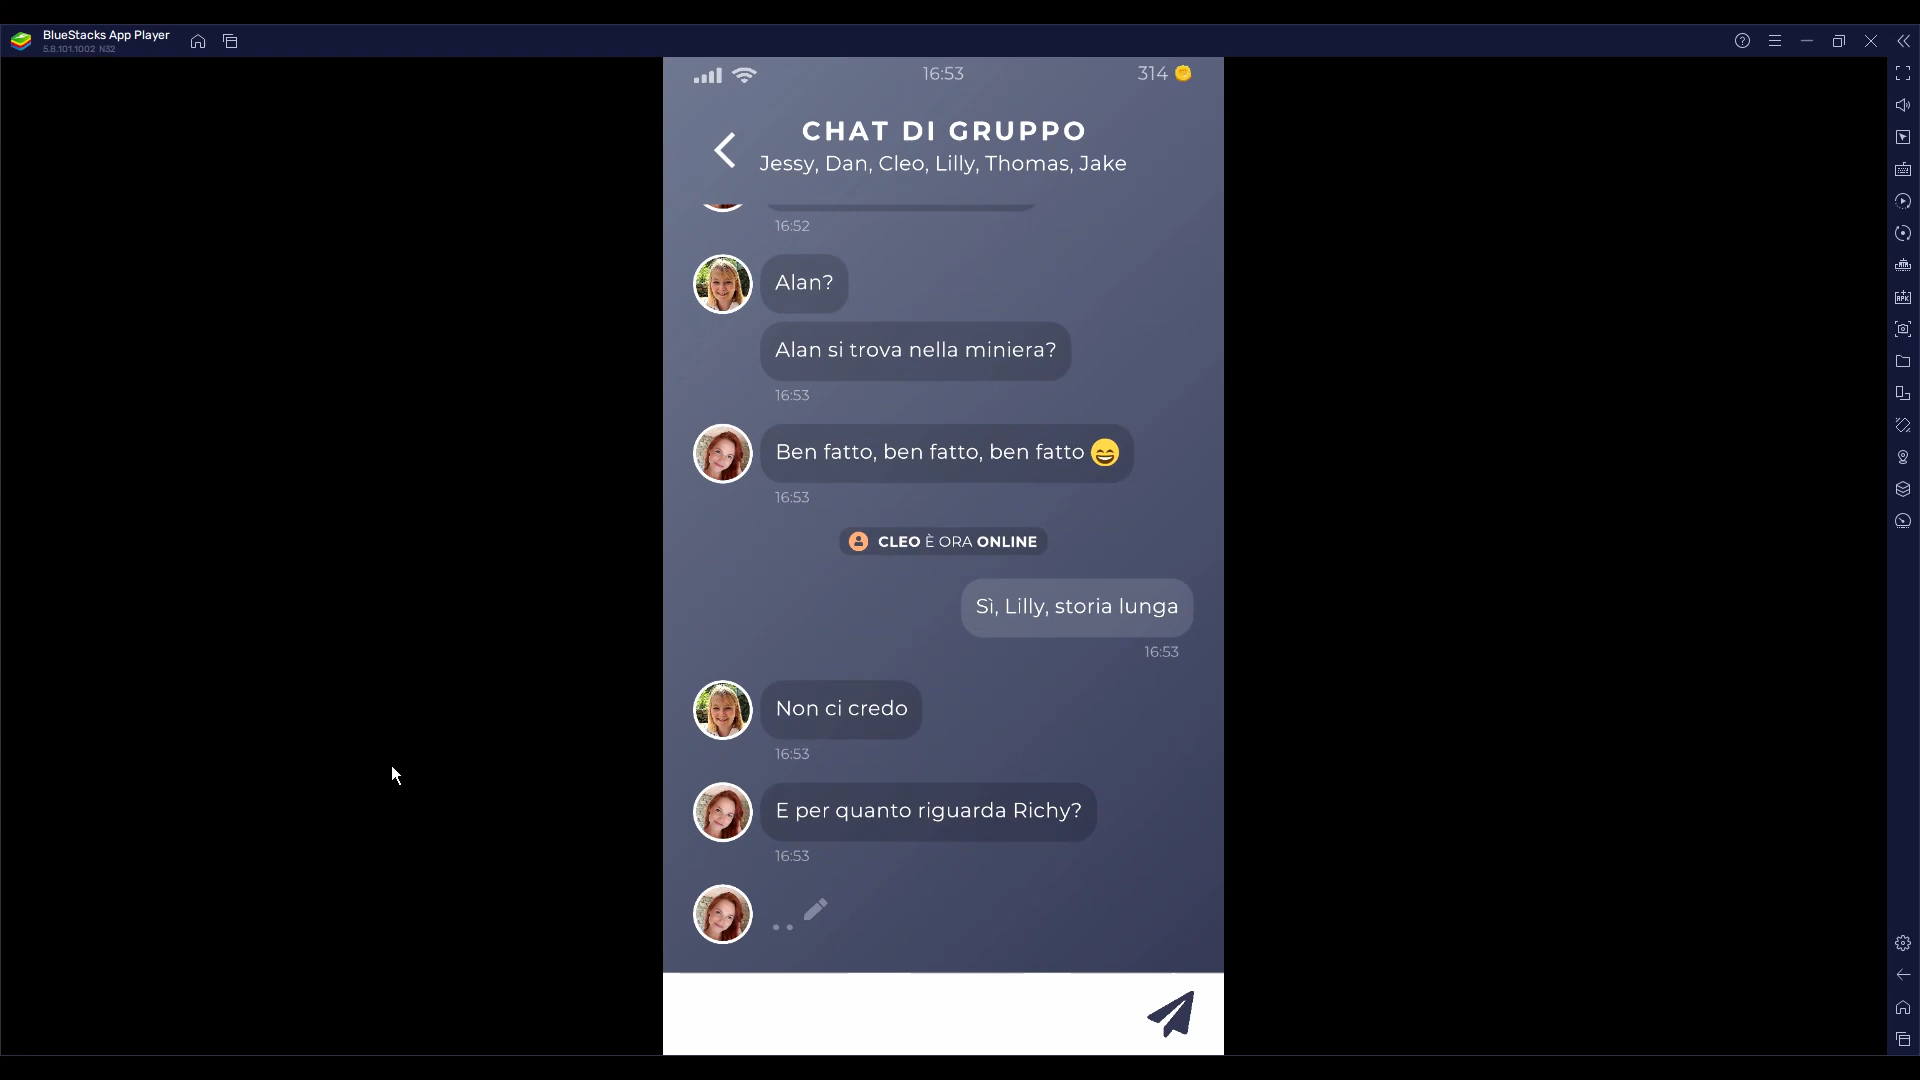 BlueStacks App Player
5.8.101.1002 N32
16:53
314
CHAT DI GRUPPO
Jessy, Dan, Cleo, Lilly, Thomas, Jake
16:52
Alan?
Alan si trova nella miniera?
16:53
Ben fatto, ben fatto, ben fatto
16:53
CLEO È ORA ONLINE
Sì, Lilly, storia lunga
16:53
Non ci credo
16:53
E per quanto riguarda Richy?
16:53